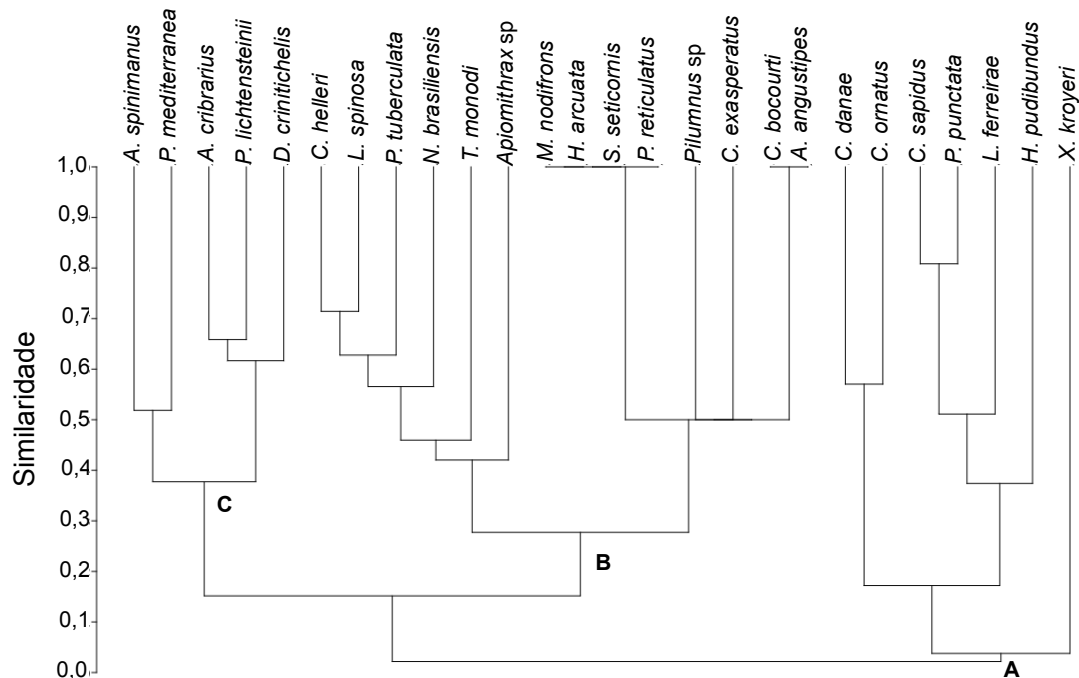 A. spinimanus
P. mediterranea
A. cribrarius
P. lichtensteinii
D. crinitichelis
C. helleri
L. spinosa
P. tuberculata
N. brasiliensis
T. monodi
Apiomithrax sp
M. nodifrons
H. arcuata
S. seticornis
P. reticulatus
Pilumnus sp
C. exasperatus
C. bocourti
A. angustipes
C. danae
C. ornatus
C. sapidus
P. punctata
L. ferreirae
H. pudibundus
X. kroyeri
1,0
0,9
0,8
0,7
0,6
0,5
0,4
0,3
0,2
0,1
0,0
Similaridade
C
B
A